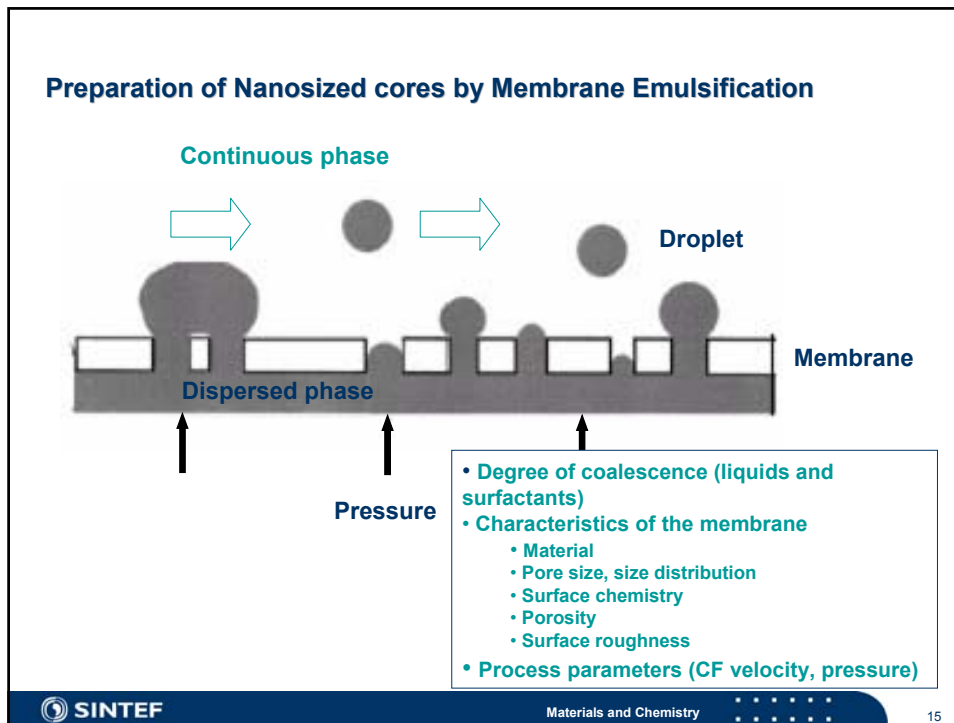 Preparation of Nanosized cores by Membrane Emulsification
Continuous phase
Droplet
Membrane
Dispersed phase
Pressure
• Degree of coalescence (liquids and
surfactants)
• Characteristics of the membrane
• Material
• Pore size, size distribution
• Surface chemistry
• Porosity
• Surface roughness
• Process parameters (CF velocity, pressure)
SINTEF
Materials and Chemistry
15